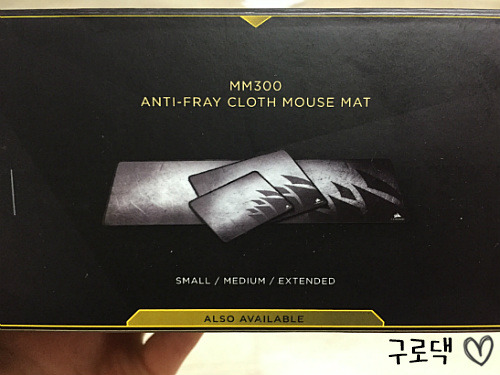 MM300
ANTI-FRAY CLOTH MOUSE MAT
SMALL / MEDIUM / EXTENDED
ALSO AVAILABLE
구로댁 ♡